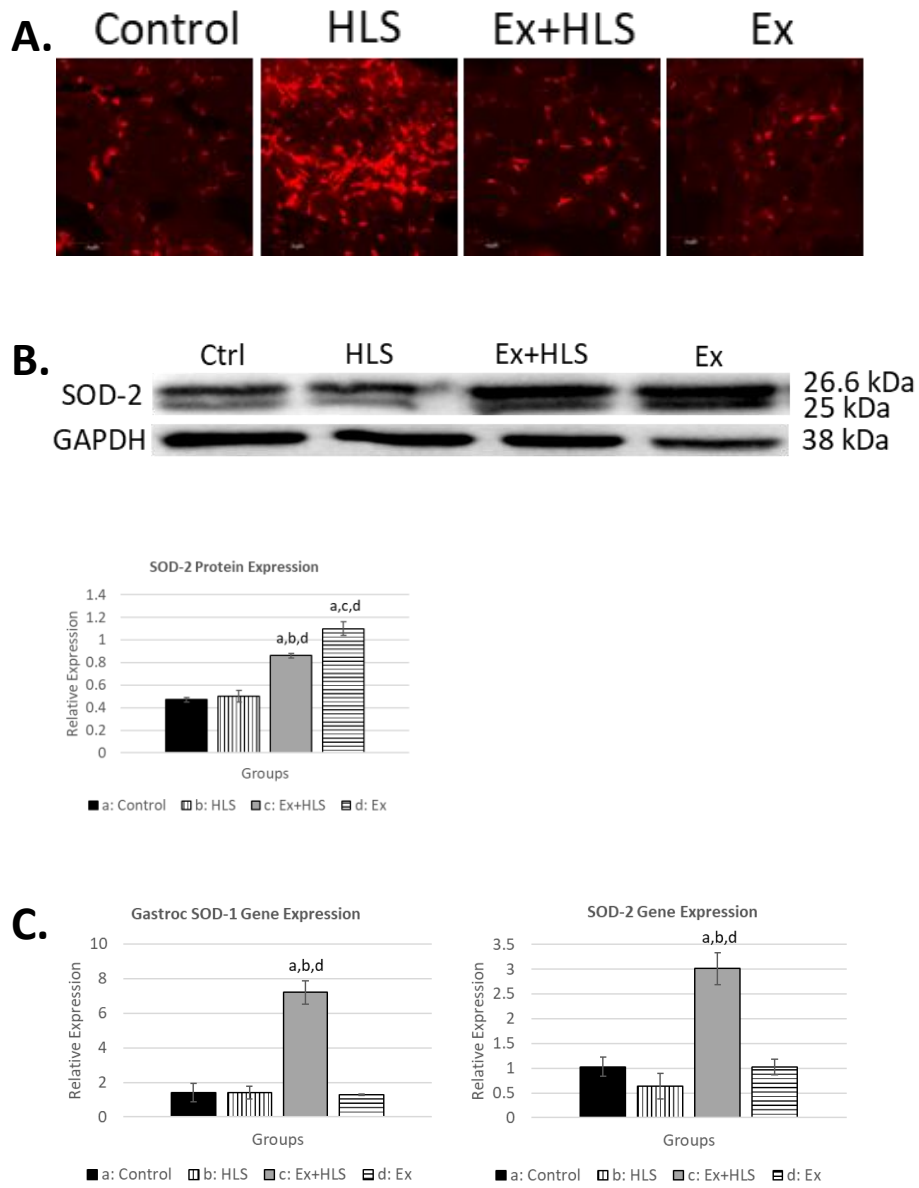 A.
Control HLS Ex+HLS Ex
B.
Ctrl HLS Ex+HLS Ex
SOD-2
26.6 kDa
25 kDa
GAPDH
38 kDa
SOD-2 Protein Expression
Relative Expression
1.4
1.2
1
0.8
0.6
0.4
0.2
0
a,b,d
a,c,d
Groups
a: Control b: HLS c: Ex+HLS d: Ex
C.
Gastroc SOD-1 Gene Expression
Relative Expression
10
8
6
4
2
0
a,b,d
Groups
a: Control b: HLS c: Ex+HLS d: Ex
SOD-2 Gene Expression
Relative Expression
3.5
3
2.5
2
1.5
1
0.5
0
a,b,d
Groups
a: Control b: HLS c: Ex+HLS d: Ex